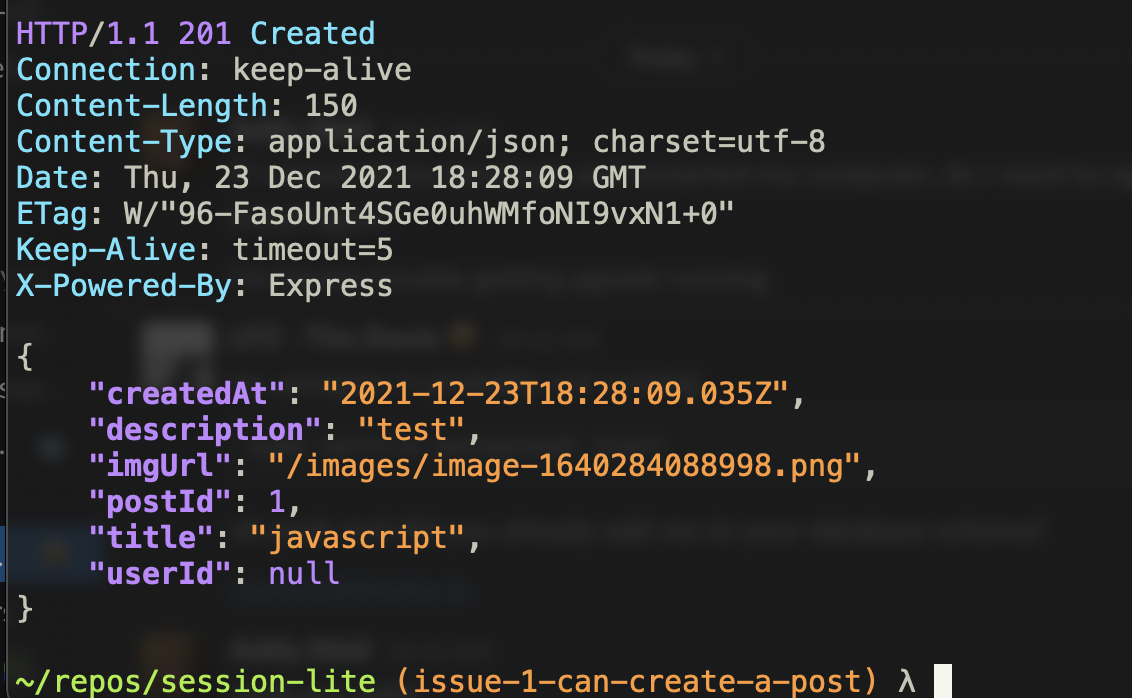 HTTP/1.1 201 Created
Connection: keep-alive
Content-Length: 150
Content-Type: application/json; charset=utf-8
Date: Thu, 23 Dec 2021 18:28:09 GMT
ETag: W/"96-FasoUnt4SGe0uhWMfoNI9vxN1+0"
Keep-Alive: timeout=5
X-Powered-By: Express
{
    "createdAt": "2021-12-23T18:28:09.035Z",
    "description": "test",
    "imgUrl": "/images/image-1640284088998.png",
    "postId": 1,
    "title": "javascript",
    "userId": null
}
~/repos/session-lite (issue-1-can-create-a-post) λ